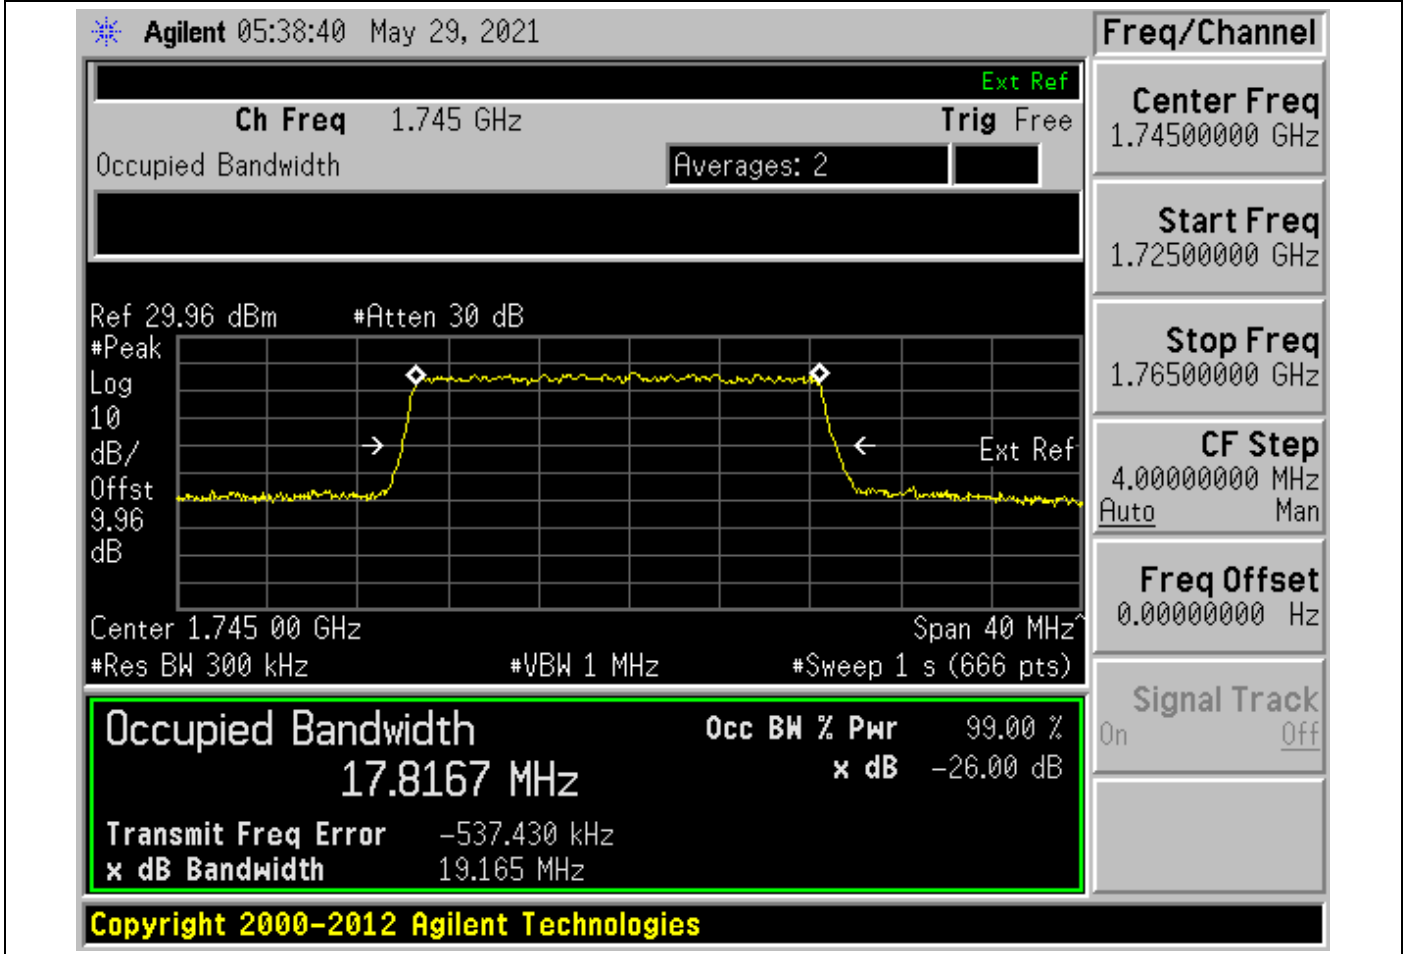 Agilent 05:38:40 May 29, 2021
Freq/Channel
Ext Ref
Ch Freq 1.745 GHz Trig Free
Occupied Bandwidth Averages: 2
Ref 29.96 dBm #Atten 30 dB
#Peak
Log
10
dB/
Offst
9.96
dB
Ext Ref
Center 1.745 00 GHz Span 40 MHz^
#Res BW 300 kHz #VBW 1 MHz #Sweep 1 s (666 pts)
Occupied Bandwidth Occ BW % Pwr 99.00 %
17.8167 MHz x dB -26.00 dB
Transmit Freq Error -537.430 kHz
x dB Bandwidth 19.165 MHz
Center Freq
1.74500000 GHz
Start Freq
1.72500000 GHz
Stop Freq
1.76500000 GHz
CF Step
4.00000000 MHz
Auto Man
Freq Offset
0.00000000 Hz
Signal Track
On Off
Copyright 2000-2012 Agilent Technologies